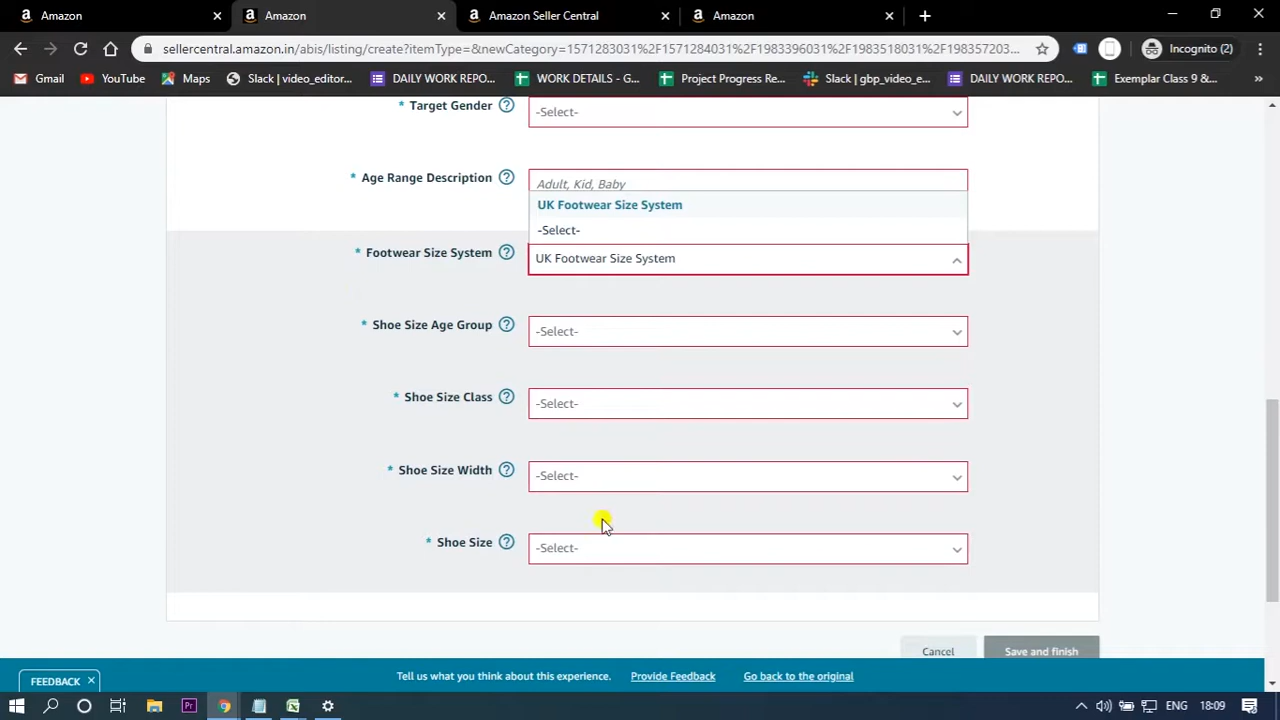 Amazon
Amazon
Amazon Seller Central
Amazon
sellercentral.amazon.in/abis/listing/create?itemType=&newCategory=1571283031%2F1571284031%2F1983396031%2F1983518031%2F198357203...
Incognito (2)
Gmail
YouTube
Maps
Slack | video_editor...
DAILY WORK REPO...
WORK DETAILS - G...
Project Progress Re...
Slack | gbp_video_e...
DAILY WORK REPO...
Exemplar Class 9 &...
»
* Target Gender ?
-Select-
* Age Range Description ?
Adult, Kid, Baby
UK Footwear Size System
-Select-
* Footwear Size System ?
UK Footwear Size System
* Shoe Size Age Group ?
-Select-
* Shoe Size Class ?
-Select-
* Shoe Size Width ?
-Select-
* Shoe Size ?
-Select-
Cancel
Save and finish
FEEDBACK ×
Tell us what you think about this experience.
Provide Feedback
Go back to the original
Pr
ENG
18:09